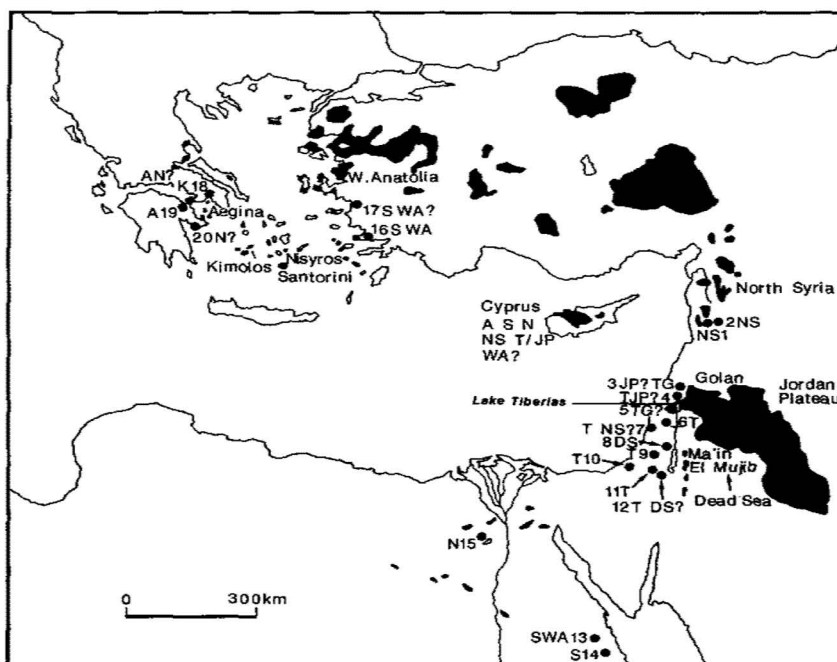 AN?
K18
A19
Aegina
20N?
Kimolos
Nisyros
Santorini
W.Anatolia
17S WA?
16S WA
Cyprus
A S N
NS T/JP
WA?
North Syria
2NS
NS1
3JP?TG
Golan
TJP?4
Jordan
Plateau
Lake Tiberias
5TG?
6T
T NS?7
8DS
T9
Ma'in
T10
El Mujib
11T
12T DS?
Dead Sea
N15
0
300km
SWA13
S14